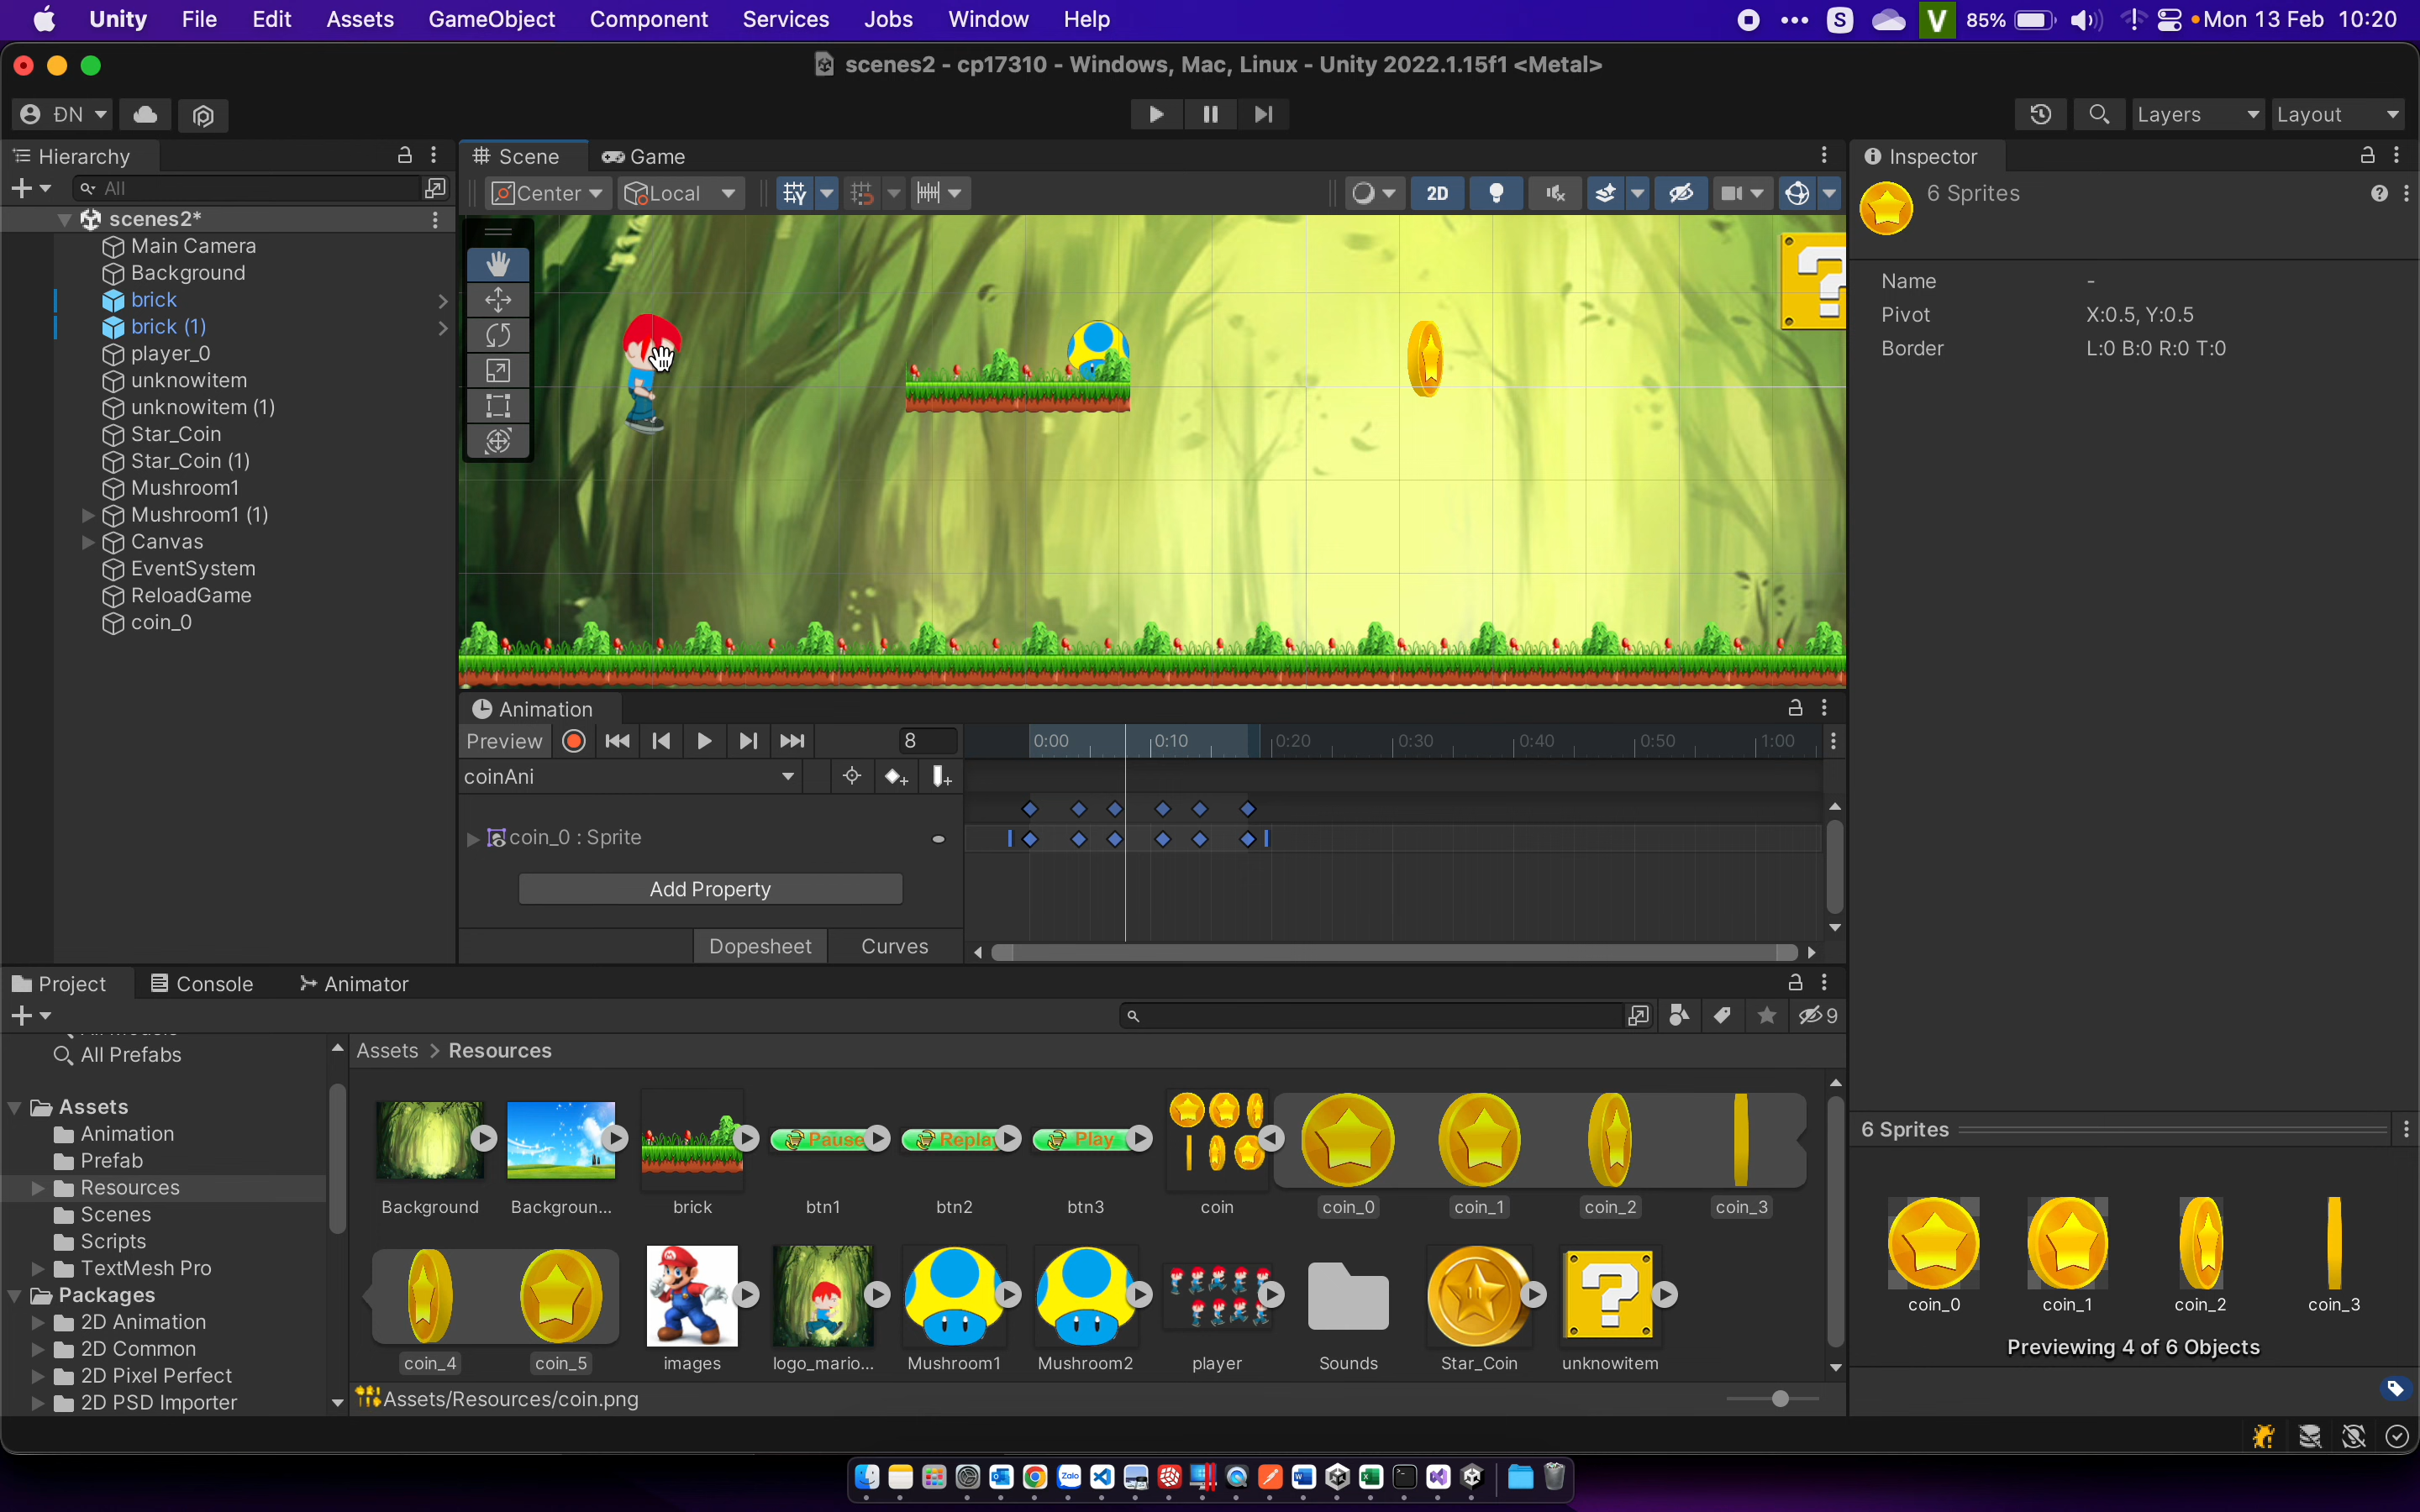 Unity File Edit Assets GameObject Component Services Jobs Window Help S V 85% Mon 13 Feb 10:20
scenes2 - cp17310 - Windows, Mac, Linux - Unity 2022.1.15f1 <Metal>
ĐN Layers Layout
Hierarchy
All
scenes2*
Main Camera
Background
brick
brick (1)
player_0
unknowitem
unknowitem (1)
Star_Coin
Star_Coin (1)
Mushroom1
Mushroom1 (1)
Canvas
EventSystem
ReloadGame
coin_0
Scene Game
Center Local 2D
Animation
Preview 8 0:00 0:10 0:20 0:30 0:40 0:50 1:00
coinAni
coin_0 : Sprite
Add Property
Dopesheet Curves
Inspector
6 Sprites
Name -
Pivot X:0.5, Y:0.5
Border L:0 B:0 R:0 T:0
Project Console Animator
9
All Prefabs
Assets
Animation
Prefab
Resources
Scenes
Scripts
TextMesh Pro
Packages
2D Animation
2D Common
2D Pixel Perfect
2D PSD Importer
Assets > Resources
Pause Replay Play
Background Backgroun... brick btn1 btn2 btn3 coin coin_0 coin_1 coin_2 coin_3
coin_4 coin_5 images logo_mario... Mushroom1 Mushroom2 player Sounds Star_Coin unknowitem
Assets/Resources/coin.png
6 Sprites
coin_0 coin_1 coin_2 coin_3
Previewing 4 of 6 Objects
Zalo